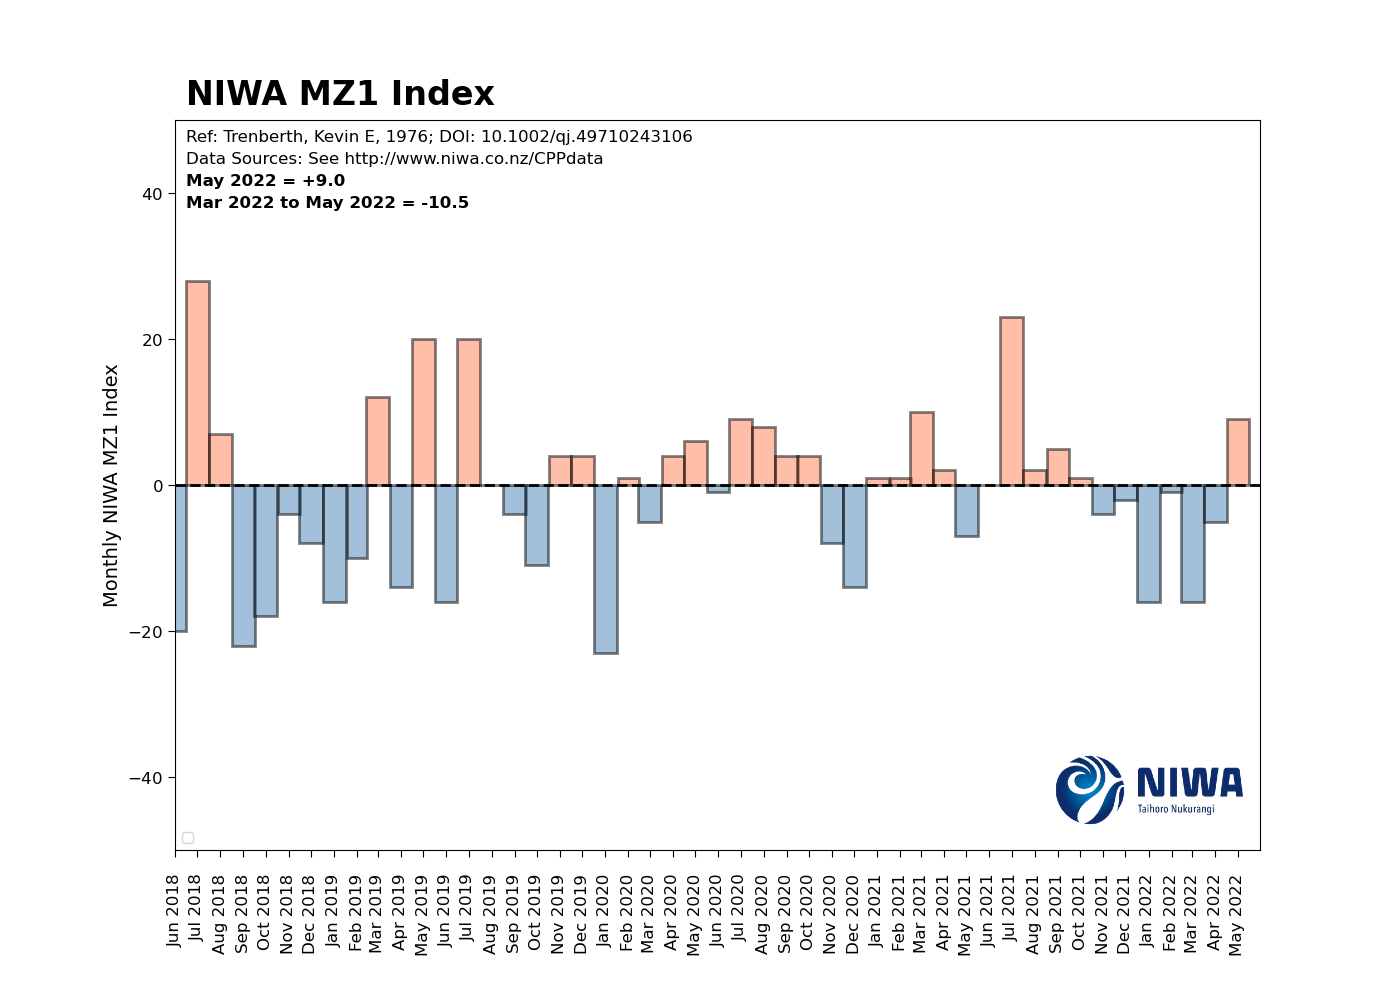 NIWA MZ1 Index
Ref: Trenberth, Kevin E, 1976; DOI: 10.1002/qj.49710243106
Data Sources: See http://www.niwa.co.nz/CPPdata
May 2022 = +9.0
Mar 2022 to May 2022 = -10.5
Monthly NIWA MZ1 Index
40
20
0
−20
−40
NIWA
Taihoro Nukurangi
Jun 2018
Jul 2018
Aug 2018
Sep 2018
Oct 2018
Nov 2018
Dec 2018
Jan 2019
Feb 2019
Mar 2019
Apr 2019
May 2019
Jun 2019
Jul 2019
Aug 2019
Sep 2019
Oct 2019
Nov 2019
Dec 2019
Jan 2020
Feb 2020
Mar 2020
Apr 2020
May 2020
Jun 2020
Jul 2020
Aug 2020
Sep 2020
Oct 2020
Nov 2020
Dec 2020
Jan 2021
Feb 2021
Mar 2021
Apr 2021
May 2021
Jun 2021
Jul 2021
Aug 2021
Sep 2021
Oct 2021
Nov 2021
Dec 2021
Jan 2022
Feb 2022
Mar 2022
Apr 2022
May 2022